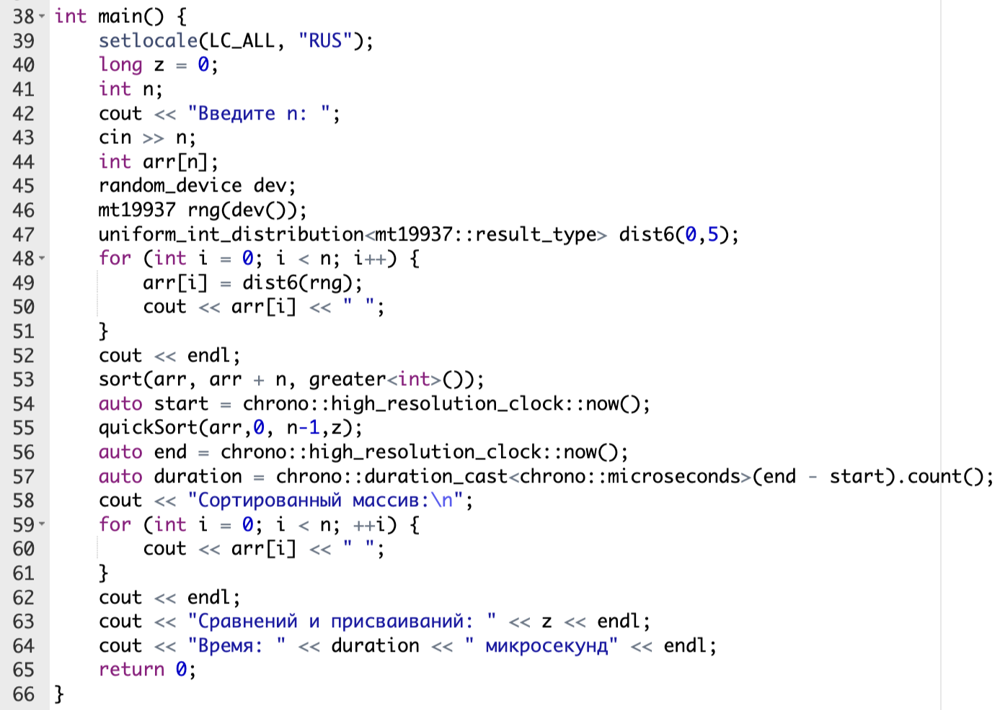 38 int main() {
39 setlocale(LC_ALL, "RUS");
40 long z = 0;
41 int n;
42 cout << "Введите n: ";
43 cin >> n;
44 int arr[n];
45 random_device dev;
46 mt19937 rng(dev());
47 uniform_int_distribution<mt19937::result_type> dist6(0,5);
48 for (int i = 0; i < n; i++) {
49 arr[i] = dist6(rng);
50 cout << arr[i] << " ";
51 }
52 cout << endl;
53 sort(arr, arr + n, greater<int>());
54 auto start = chrono::high_resolution_clock::now();
55 quickSort(arr,0, n-1,z);
56 auto end = chrono::high_resolution_clock::now();
57 auto duration = chrono::duration_cast<chrono::microseconds>(end - start).count();
58 cout << "Сортированный массив:\n";
59 for (int i = 0; i < n; ++i) {
60 cout << arr[i] << " ";
61 }
62 cout << endl;
63 cout << "Сравнений и присваиваний: " << z << endl;
64 cout << "Время: " << duration << " микросекунд" << endl;
65 return 0;
66 }